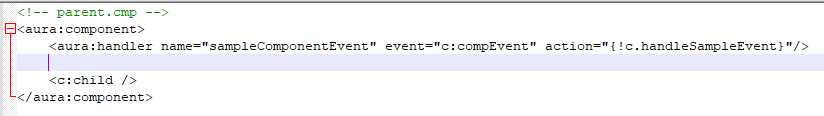 <!-- parent.cmp -->
<aura:component>
<aura:handler name="sampleComponentEvent" event="c:compEvent" action="{!c.handleSampleEvent}"/>
<c:child />
</aura:component>